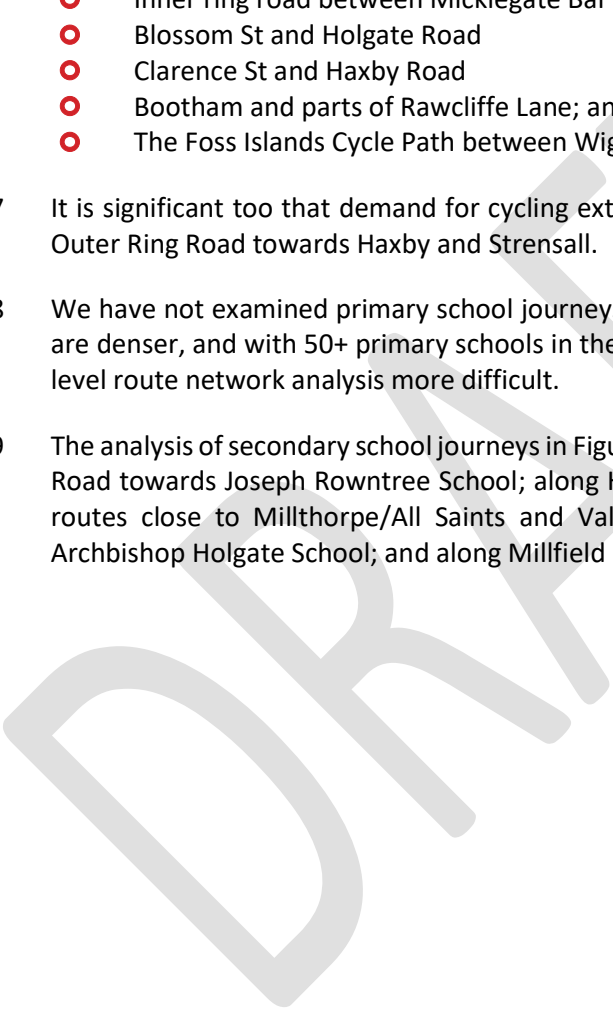 Inner ring road between Micklegate Bar
Blossom St and Holgate Road
Clarence St and Haxby Road
Bootham and parts of Rawcliffe Lane; an
The Foss Islands Cycle Path between Wig
7 It is significant too that demand for cycling ext
Outer Ring Road towards Haxby and Strensall.
8 We have not examined primary school journey
are denser, and with 50+ primary schools in the
level route network analysis more difficult.
9 The analysis of secondary school journeys in Figu
Road towards Joseph Rowntree School; along H
routes close to Millthorpe/All Saints and Val
Archbishop Holgate School; and along Millfield
DRA